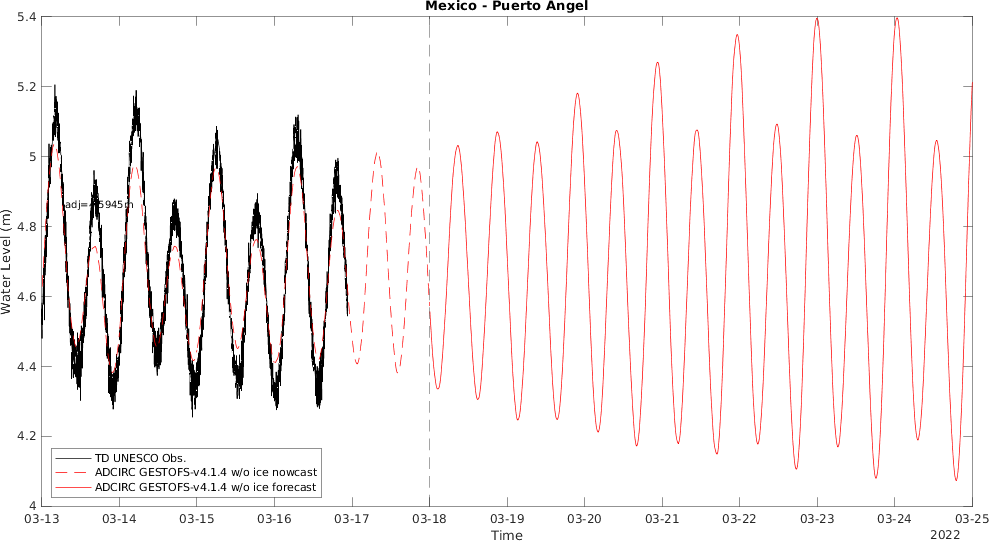 Mexico - Puerto Angel
5.4
5.2
5
4.8
4.6
4.4
4.2
4
Water Level (m)
adj=4.5945m
TD UNESCO Obs.
ADCIRC GESTOFS-v4.1.4 w/o ice nowcast
ADCIRC GESTOFS-v4.1.4 w/o ice forecast
03-13 03-14 03-15 03-16 03-17 03-18 03-19 03-20 03-21 03-22 03-23 03-24 03-25
Time
2022